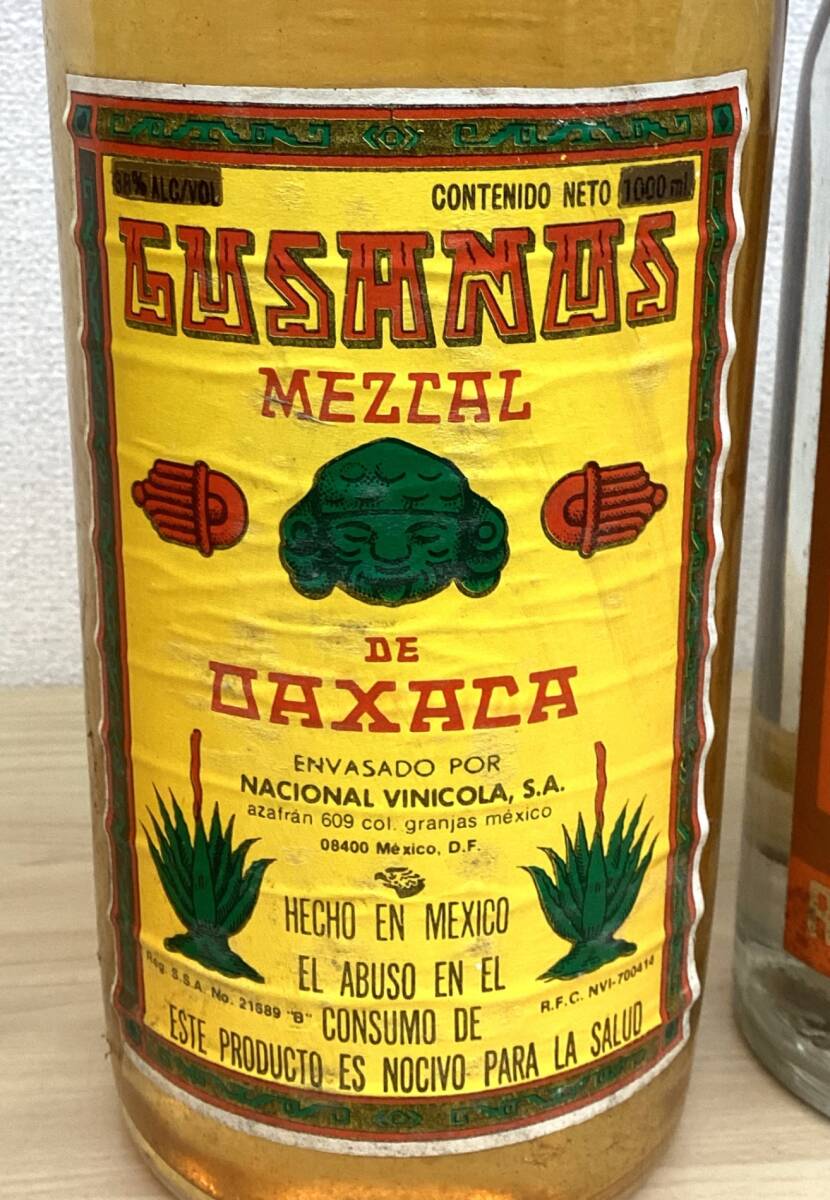 38% ALC/VOL CONTENIDO NETO 1000 ml.
GUSANOS
MEZCAL
DE
OAXACA
ENVASADO POR
NACIONAL VINICOLA, S.A.
azafrán 609 col. granjas méxico
08400 México, D.F.
HECHO EN MEXICO
EL ABUSO EN EL
Reg. S.S.A. No. 21589 "B" CONSUMO DE R.F.C. NVI-700414
ESTE PRODUCTO ES NOCIVO PARA LA SALUD